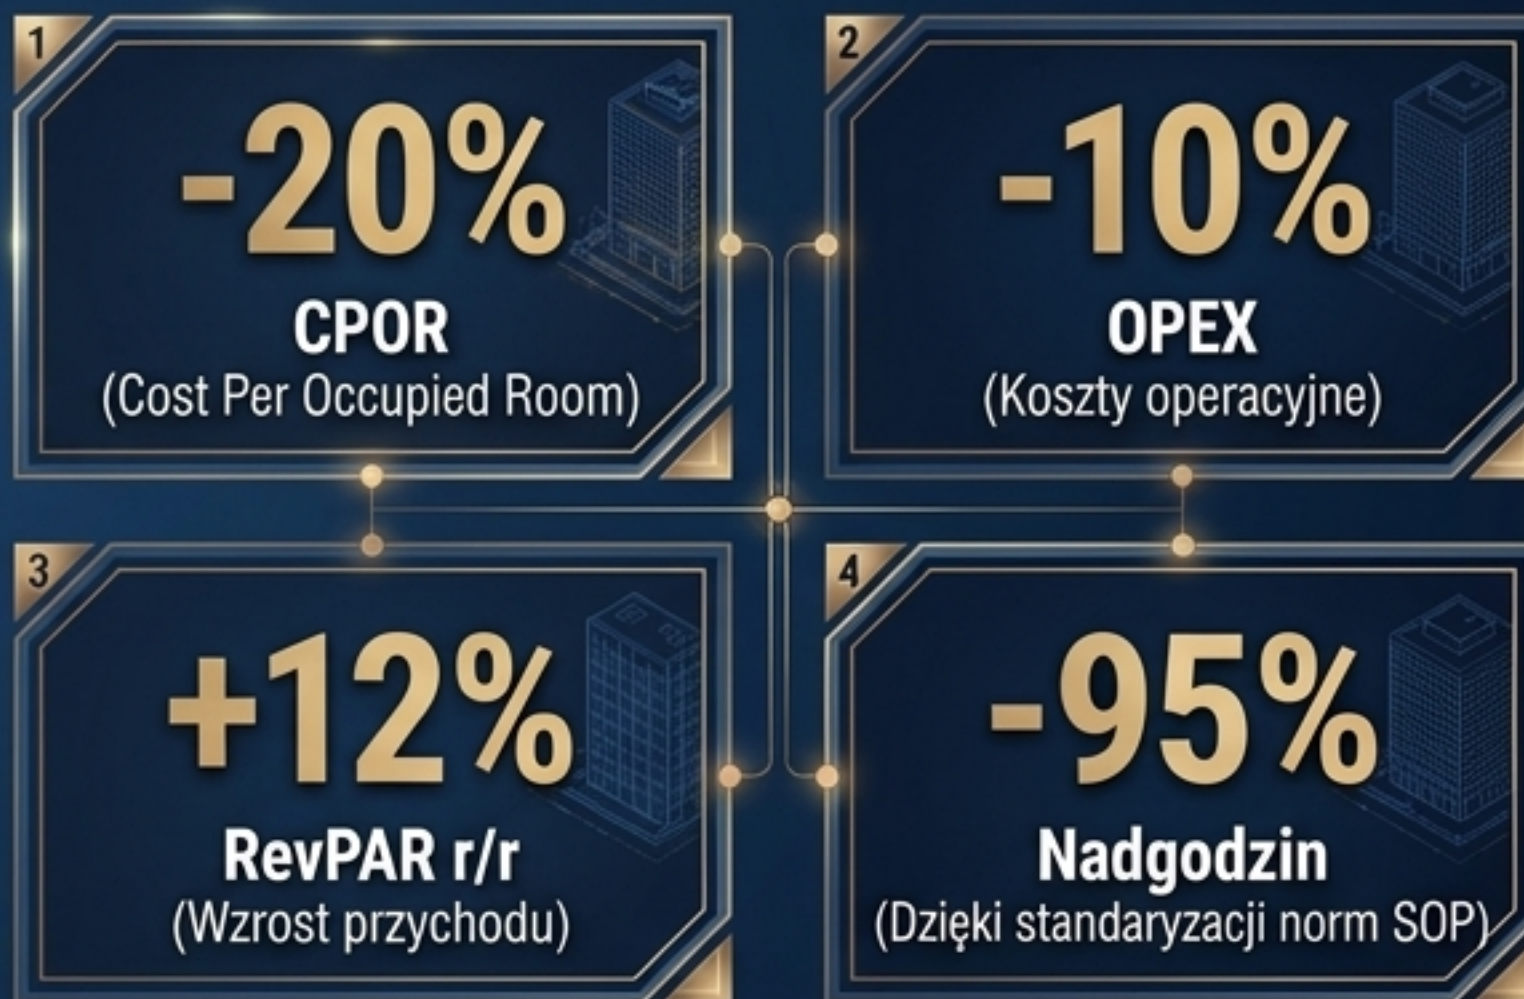 1
-20%
CPOR
(Cost Per Occupied Room)
2
-10%
OPEX
(Koszty operacyjne)
3
+12%
RevPAR r/r
(Wzrost przychodu)
4
-95%
Nadgodzin
(Dzięki standaryzacji norm SOP)